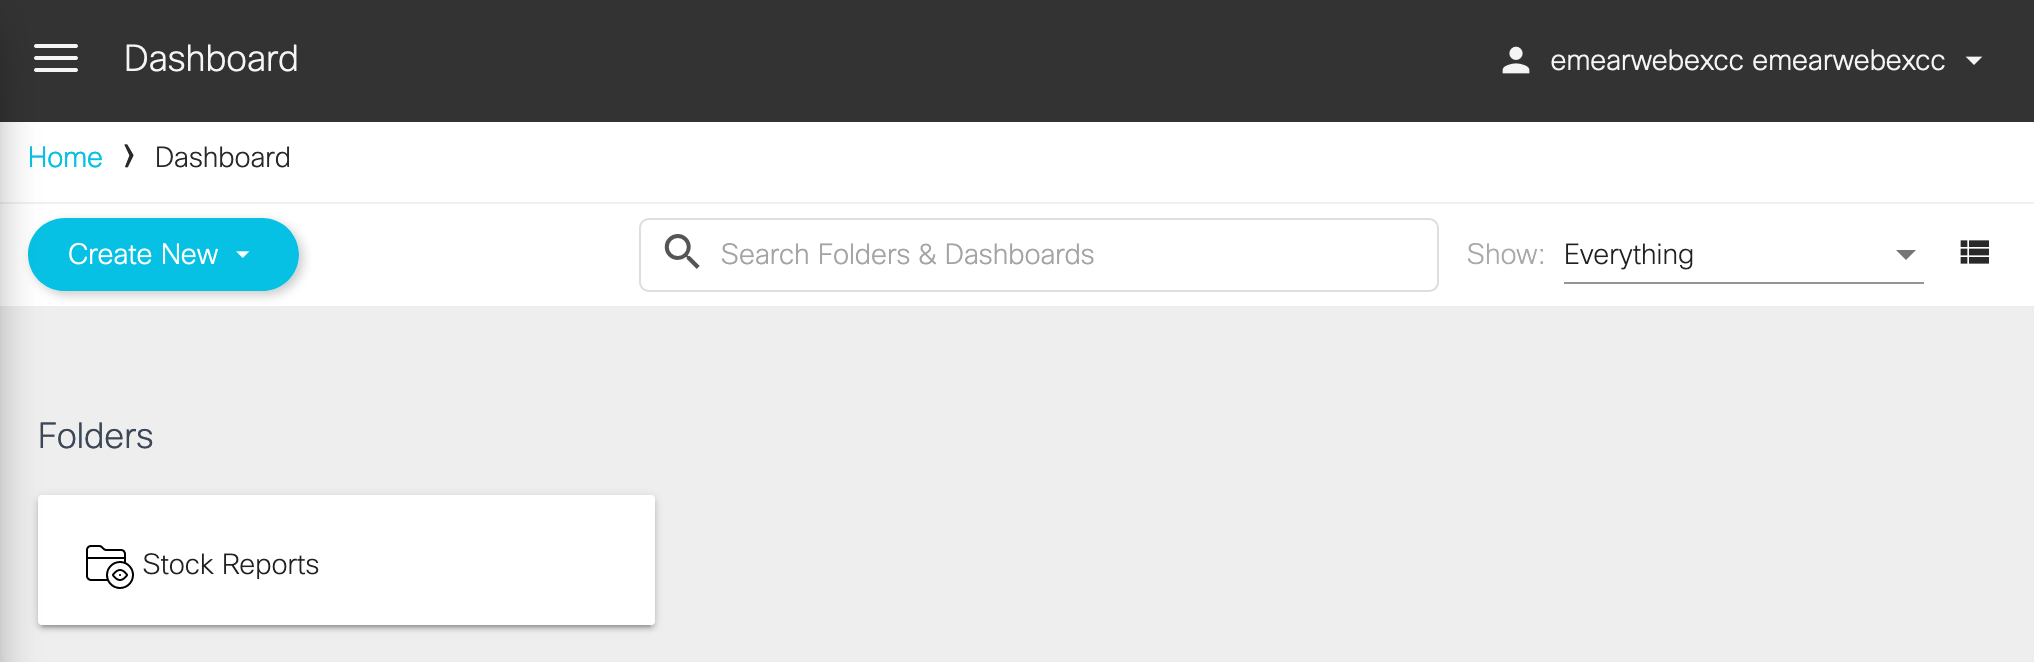 Dashboard
emearwebexcc emearwebexcc
Home ❯ Dashboard
Create New
Search Folders & Dashboards
Show: Everything
Folders
Stock Reports